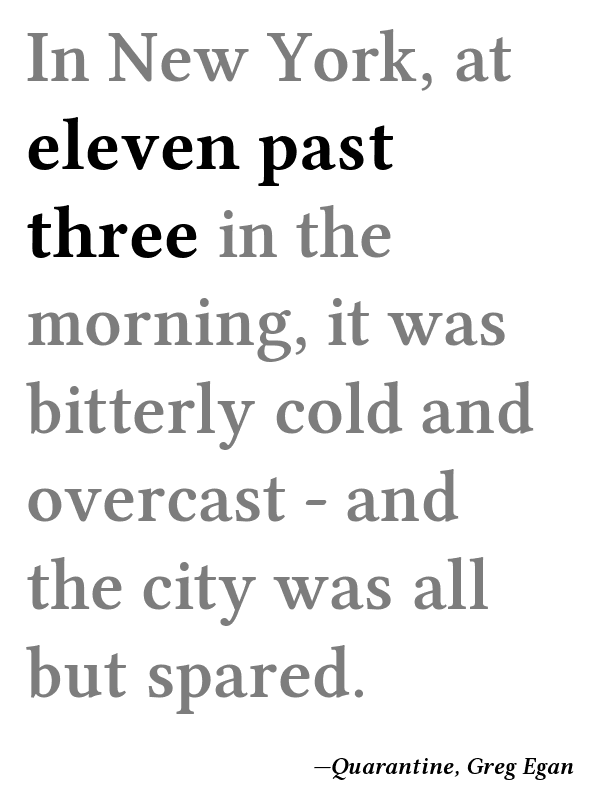 In New York, at
eleven past
three in the
morning, it was
bitterly cold and
overcast - and
the city was all
but spared.
—Quarantine, Greg Egan